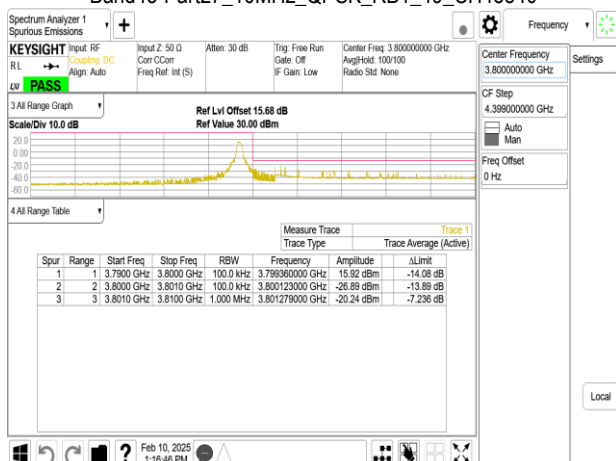 Spectrum Analyzer 1
Spurious Emissions
+
Frequency
KEYSIGHT
RL
Input: RF
Coupling: DC
Align: Auto
Input Z: 50 Ω
Corr CCorr
Freq Ref: Int (S)
Atten: 30 dB
Trig: Free Run
Gate: Off
IF Gain: Low
Center Freq: 3.800000000 GHz
Avg|Hold: 100/100
Radio Std: None
PASS
Center Frequency
3.800000000 GHz
Settings
CF Step
4.399000000 GHz
Auto
Man
Freq Offset
0 Hz
3 All Range Graph
Scale/Div 10.0 dB
Ref Lvl Offset 15.68 dB
Ref Value 30.00 dBm
20.0
0.00
-20.0
-40.0
-60.0
4 All Range Table
Measure Trace Trace 1
Trace Type Trace Average (Active)
Spur Range Start Freq Stop Freq RBW Frequency Amplitude ΔLimit
1 1 3.7900 GHz 3.8000 GHz 100.0 kHz 3.799360000 GHz 15.92 dBm -14.08 dB
2 2 3.8000 GHz 3.8010 GHz 100.0 kHz 3.800123000 GHz -26.89 dBm -13.89 dB
3 3 3.8010 GHz 3.8100 GHz 1.000 MHz 3.801279000 GHz -20.24 dBm -7.236 dB
Local
?
Feb 10, 2025
1:16:46 PM